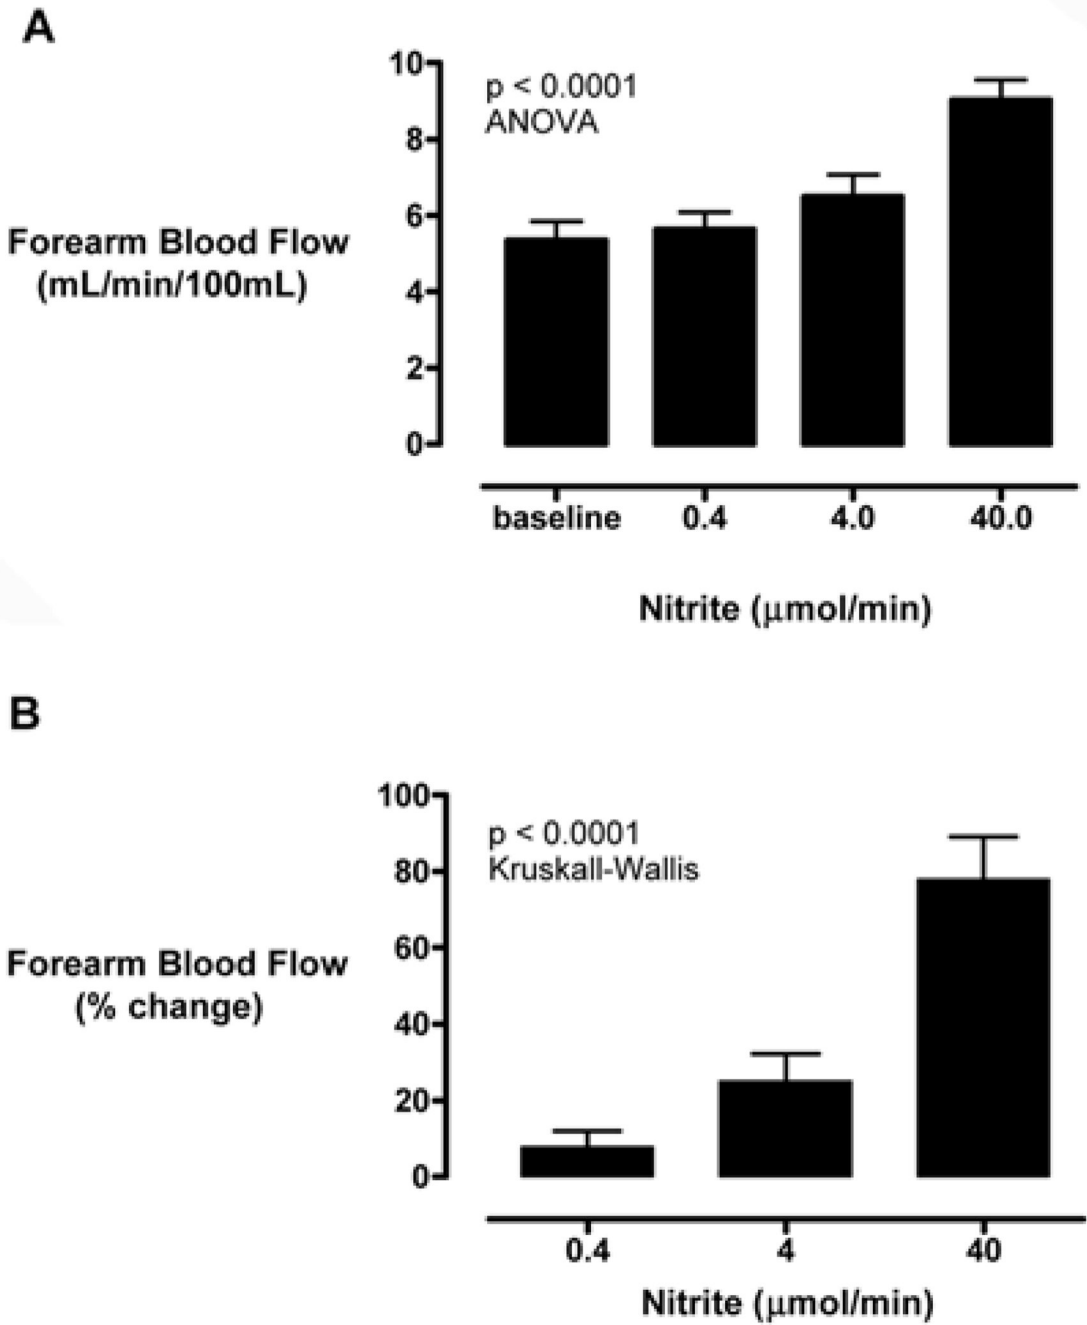 A
10
8
6
4
2
0
p < 0.0001
ANOVA
Forearm Blood Flow
(mL/min/100mL)
baseline 0.4 4.0 40.0
Nitrite (μmol/min)
B
100
80
60
40
20
0
p < 0.0001
Kruskall-Wallis
Forearm Blood Flow
(% change)
0.4 4 40
Nitrite (μmol/min)